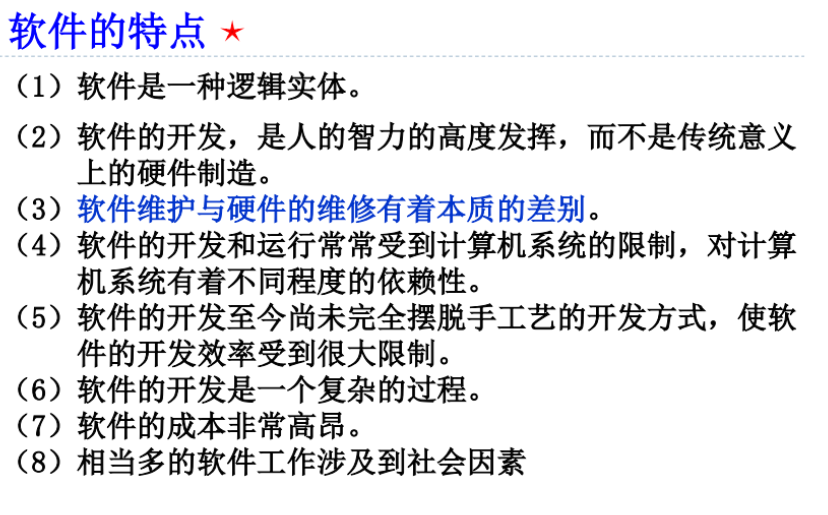 软件的特点 ★
(1) 软件是一种逻辑实体。
(2) 软件的开发，是人的智力的高度发挥，而不是传统意义
上的硬件制造。
(3) 软件维护与硬件的维修有着本质的差别。
(4) 软件的开发和运行常常受到计算机系统的限制，对计算
机系统有着不同程度的依赖性。
(5) 软件的开发至今尚未完全摆脱手工艺的开发方式，使软
件的开发效率受到很大限制。
(6) 软件的开发是一个复杂的过程。
(7) 软件的成本非常高昂。
(8) 相当多的软件工作涉及到社会因素